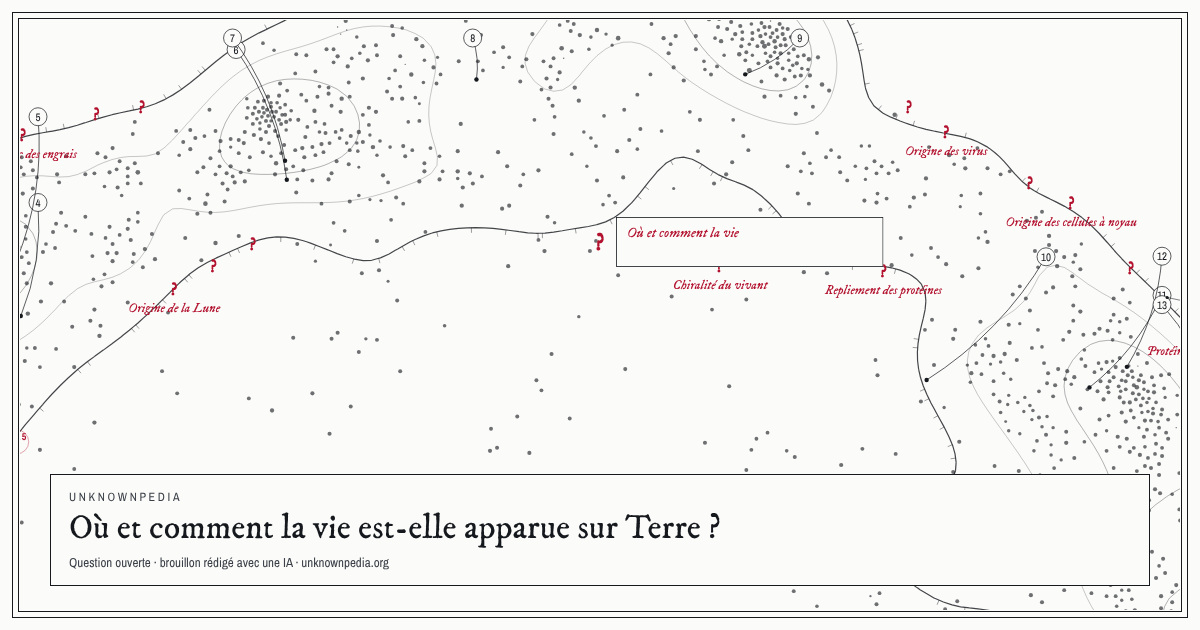 7
6
8
9
5
des engrais
Origine des virus
4
Origine des cellules à noyau
Où et comment la vie
10
12
11
13
Chiralité du vivant
Repliement des protéines
Origine de la Lune
5
UNKNOWNPEDIA
Où et comment la vie est-elle apparue sur Terre ?
Question ouverte · brouillon rédigé avec une IA · unknownpedia.org